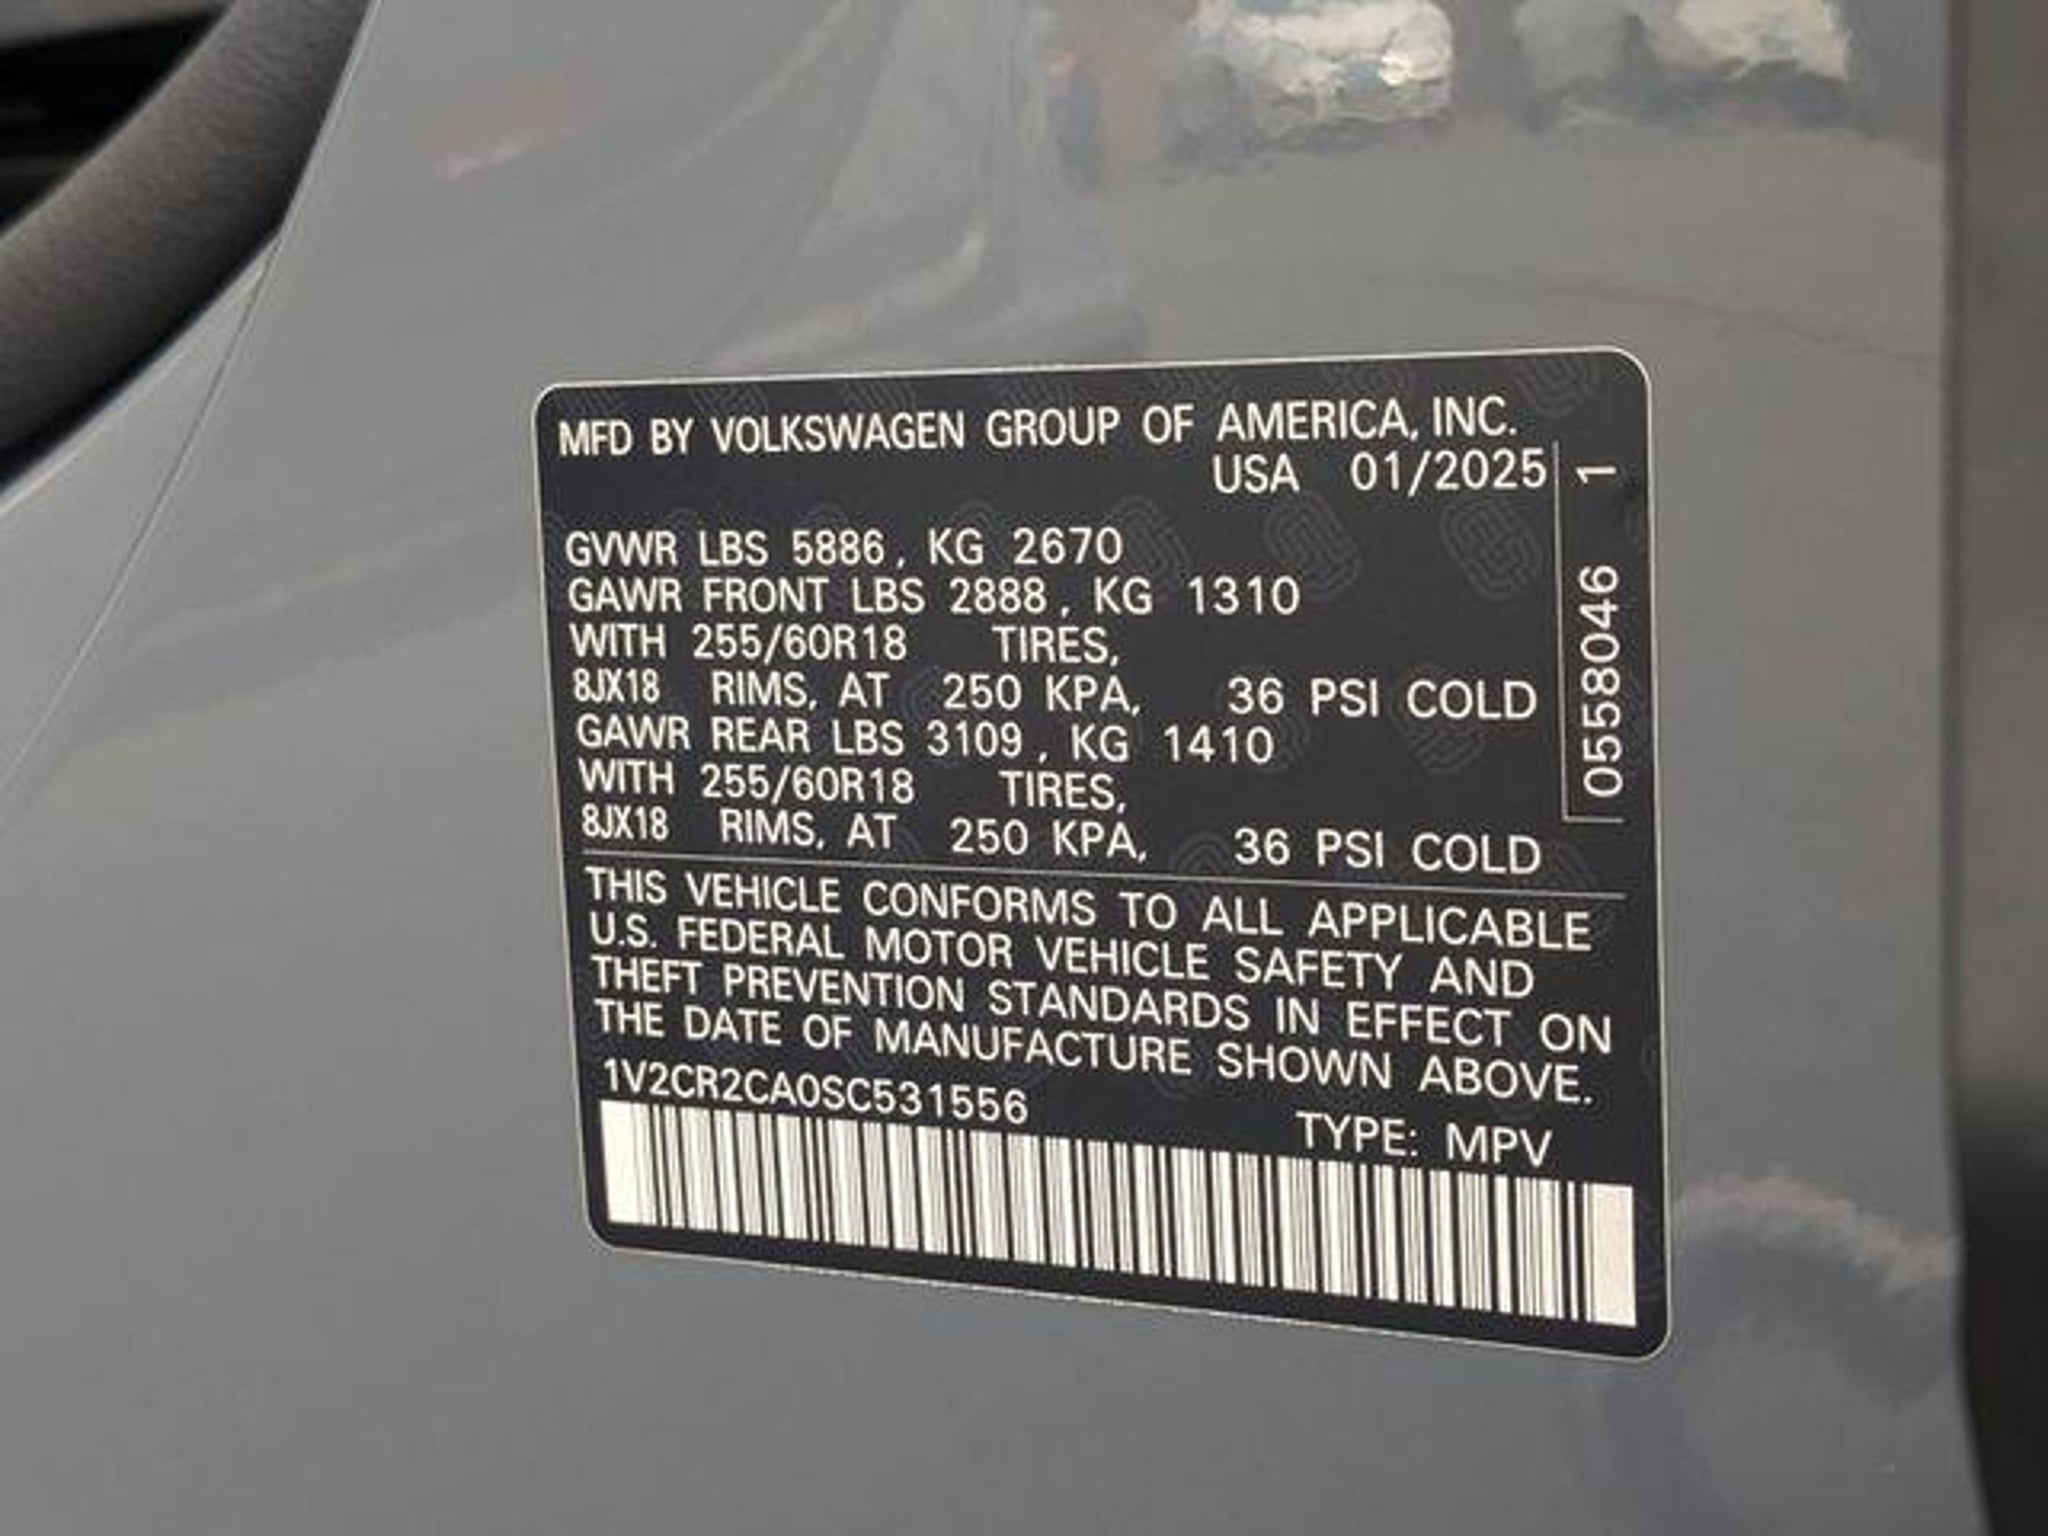 MFD BY VOLKSWAGEN GROUP OF AMERICA, INC.
USA 01/2025
GVWR LBS 5886, KG 2670
GAWR FRONT LBS 2888, KG 1310
WITH 255/60R18 TIRES,
8JX18 RIMS, AT 250 KPA, 36 PSI COLD
GAWR REAR LBS 3109, KG 1410
WITH 255/60R18 TIRES,
8JX18 RIMS, AT 250 KPA, 36 PSI COLD
0558046 1
THIS VEHICLE CONFORMS TO ALL APPLICABLE
U.S. FEDERAL MOTOR VEHICLE SAFETY AND
THEFT PREVENTION STANDARDS IN EFFECT ON
THE DATE OF MANUFACTURE SHOWN ABOVE.
1V2CR2CA0SC531556
TYPE: MPV